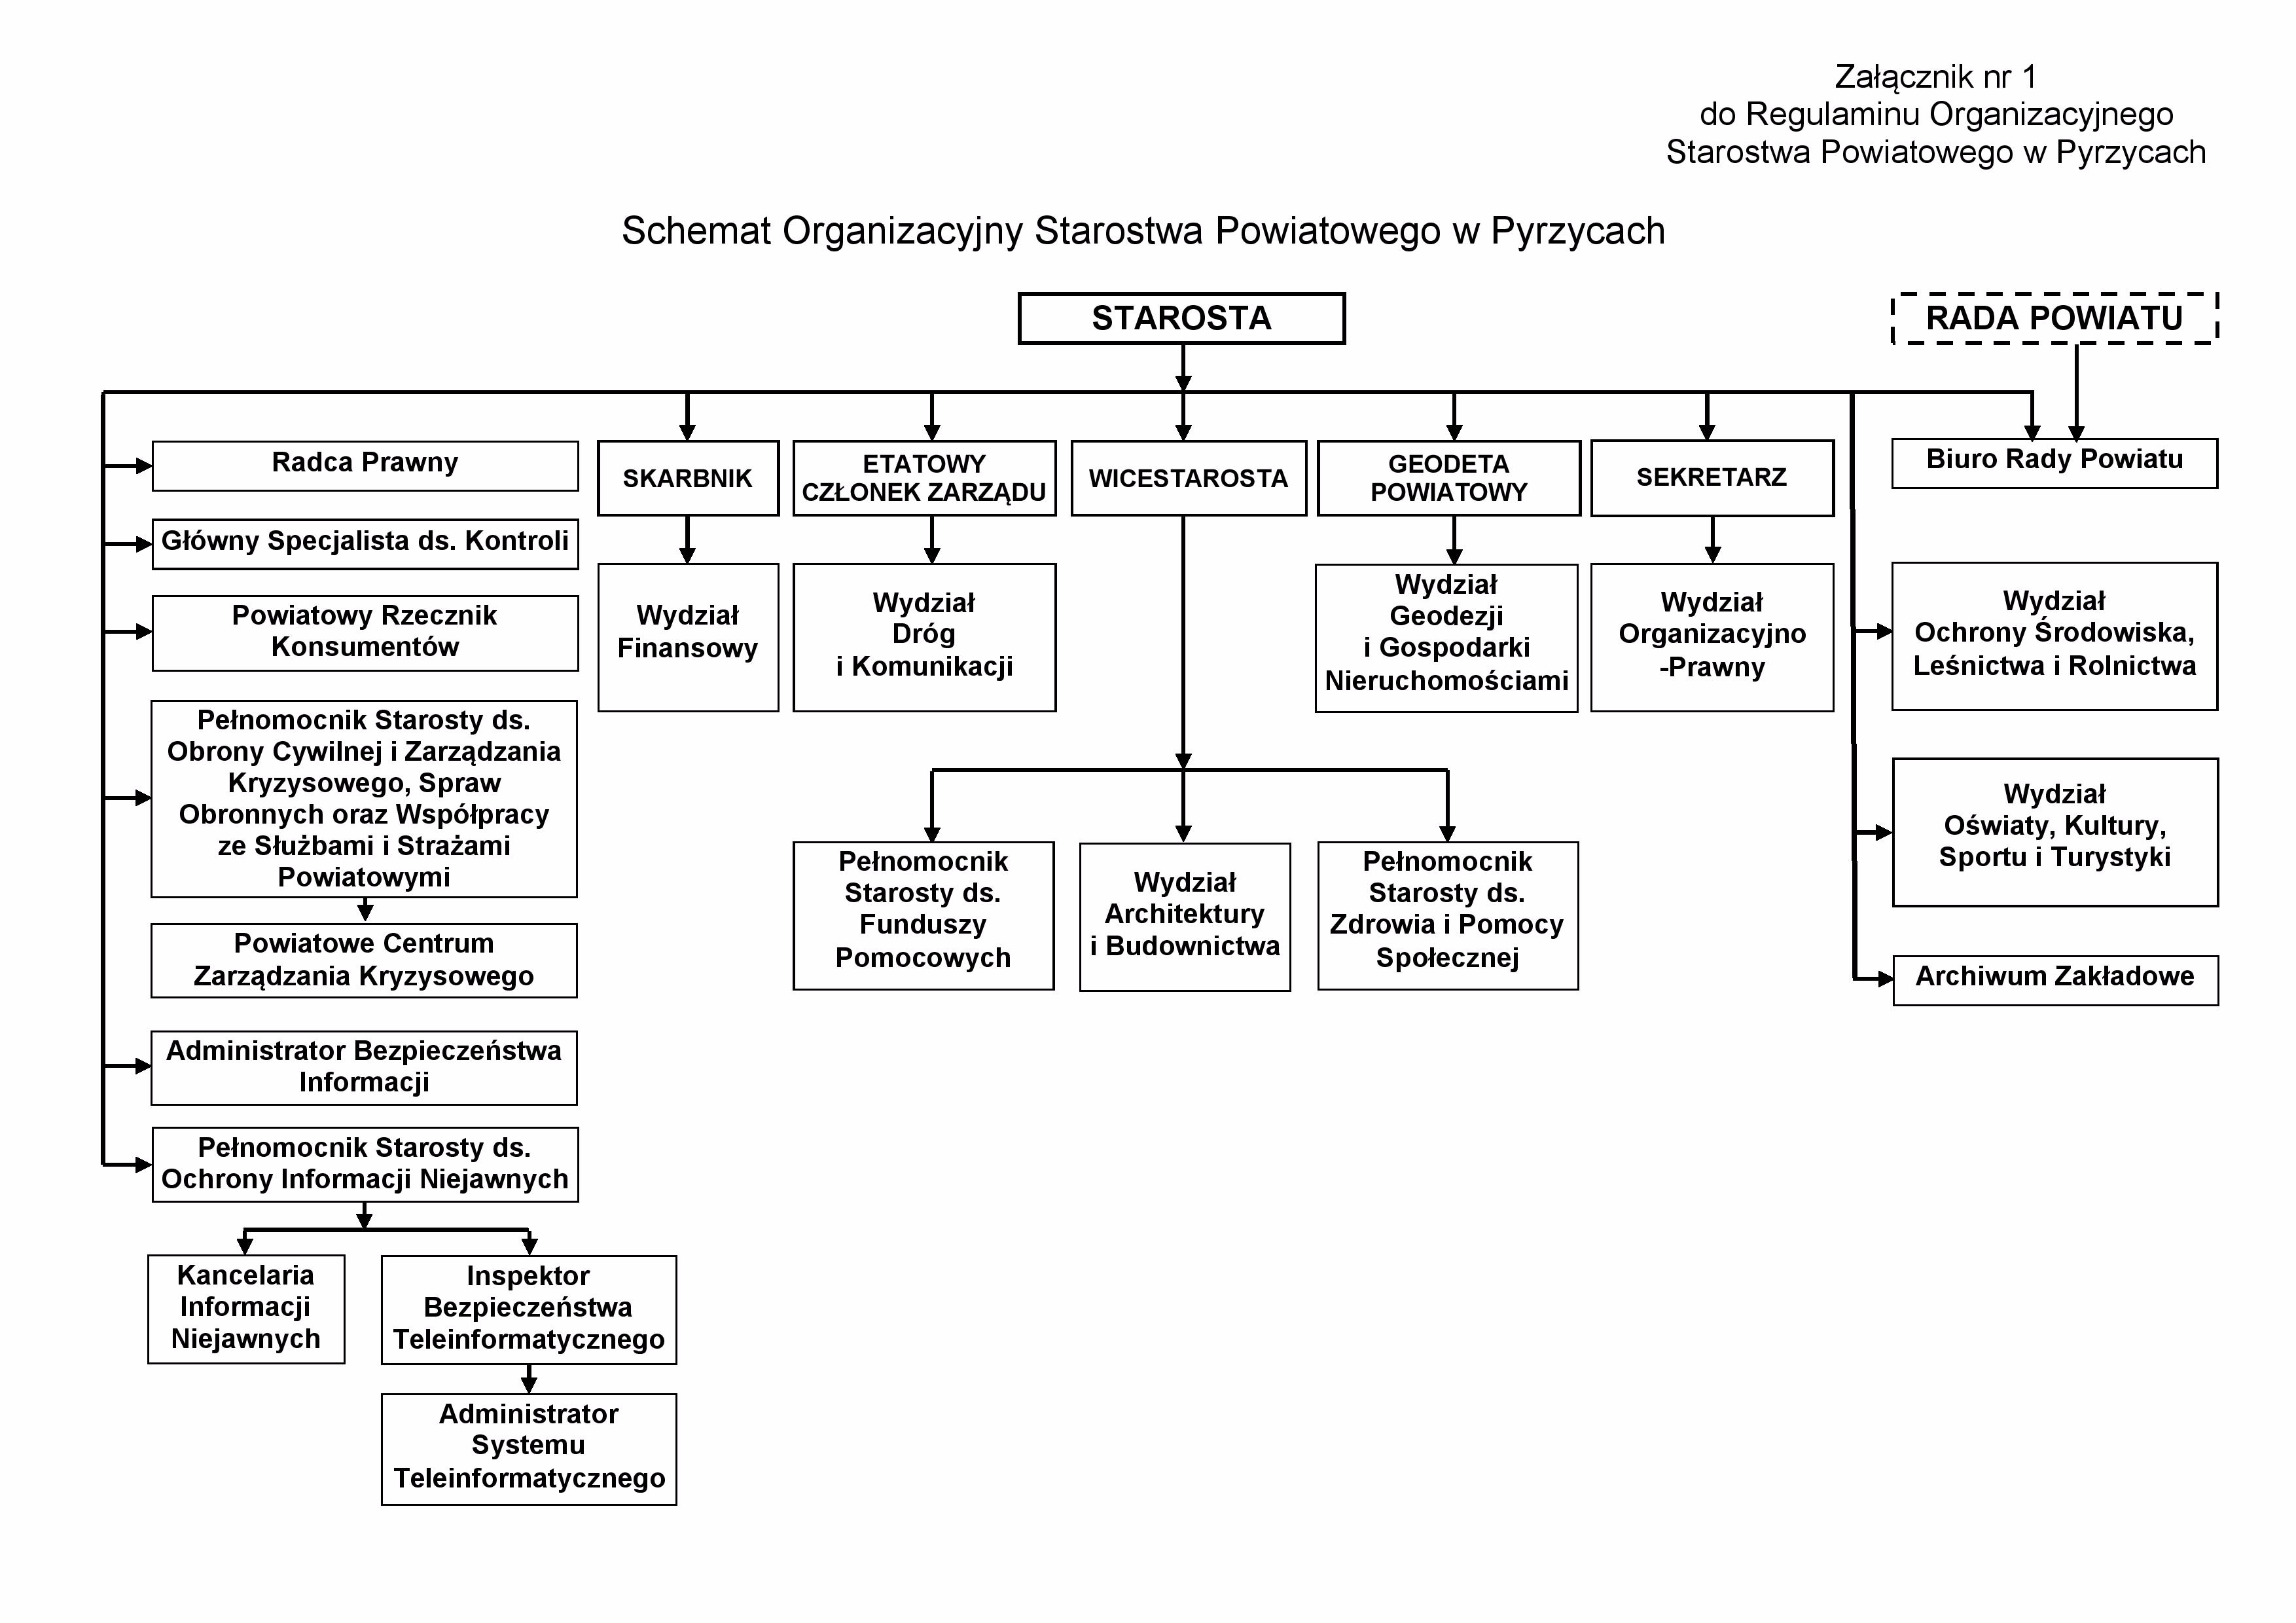 Załącznik nr 1
do Regulaminu Organizacyjnego
Starostwa Powiatowego w Pyrzycach
Schemat Organizacyjny Starostwa Powiatowego w Pyrzycach
STAROSTA
RADA POWIATU
Radca Prawny
Główny Specjalista ds. Kontroli
Powiatowy Rzecznik
Konsumentów
Pełnomocnik Starosty ds.
Obrony Cywilnej i Zarządzania
Kryzysowego, Spraw
Obronnych oraz Współpracy
ze Służbami i Strażami
Powiatowymi
Powiatowe Centrum
Zarządzania Kryzysowego
Administrator Bezpieczeństwa
Informacji
Pełnomocnik Starosty ds.
Ochrony Informacji Niejawnych
Kancelaria
Informacji
Niejawnych
Inspektor
Bezpieczeństwa
Teleinformatycznego
Administrator
Systemu
Teleinformatycznego
SKARBNIK
Wydział
Finansowy
ETATOWY
CZŁONEK ZARZĄDU
Wydział
Dróg
i Komunikacji
WICESTAROSTA
Pełnomocnik
Starosty ds.
Funduszy
Pomocowych
Wydział
Architektury
i Budownictwa
Pełnomocnik
Starosty ds.
Zdrowia i Pomocy
Społecznej
GEODETA
POWIATOWY
Wydział
Geodezji
i Gospodarki
Nieruchomościami
SEKRETARZ
Wydział
Organizacyjno
-Prawny
Biuro Rady Powiatu
Wydział
Ochrony Środowiska,
Leśnictwa i Rolnictwa
Wydział
Oświaty, Kultury,
Sportu i Turystyki
Archiwum Zakładowe